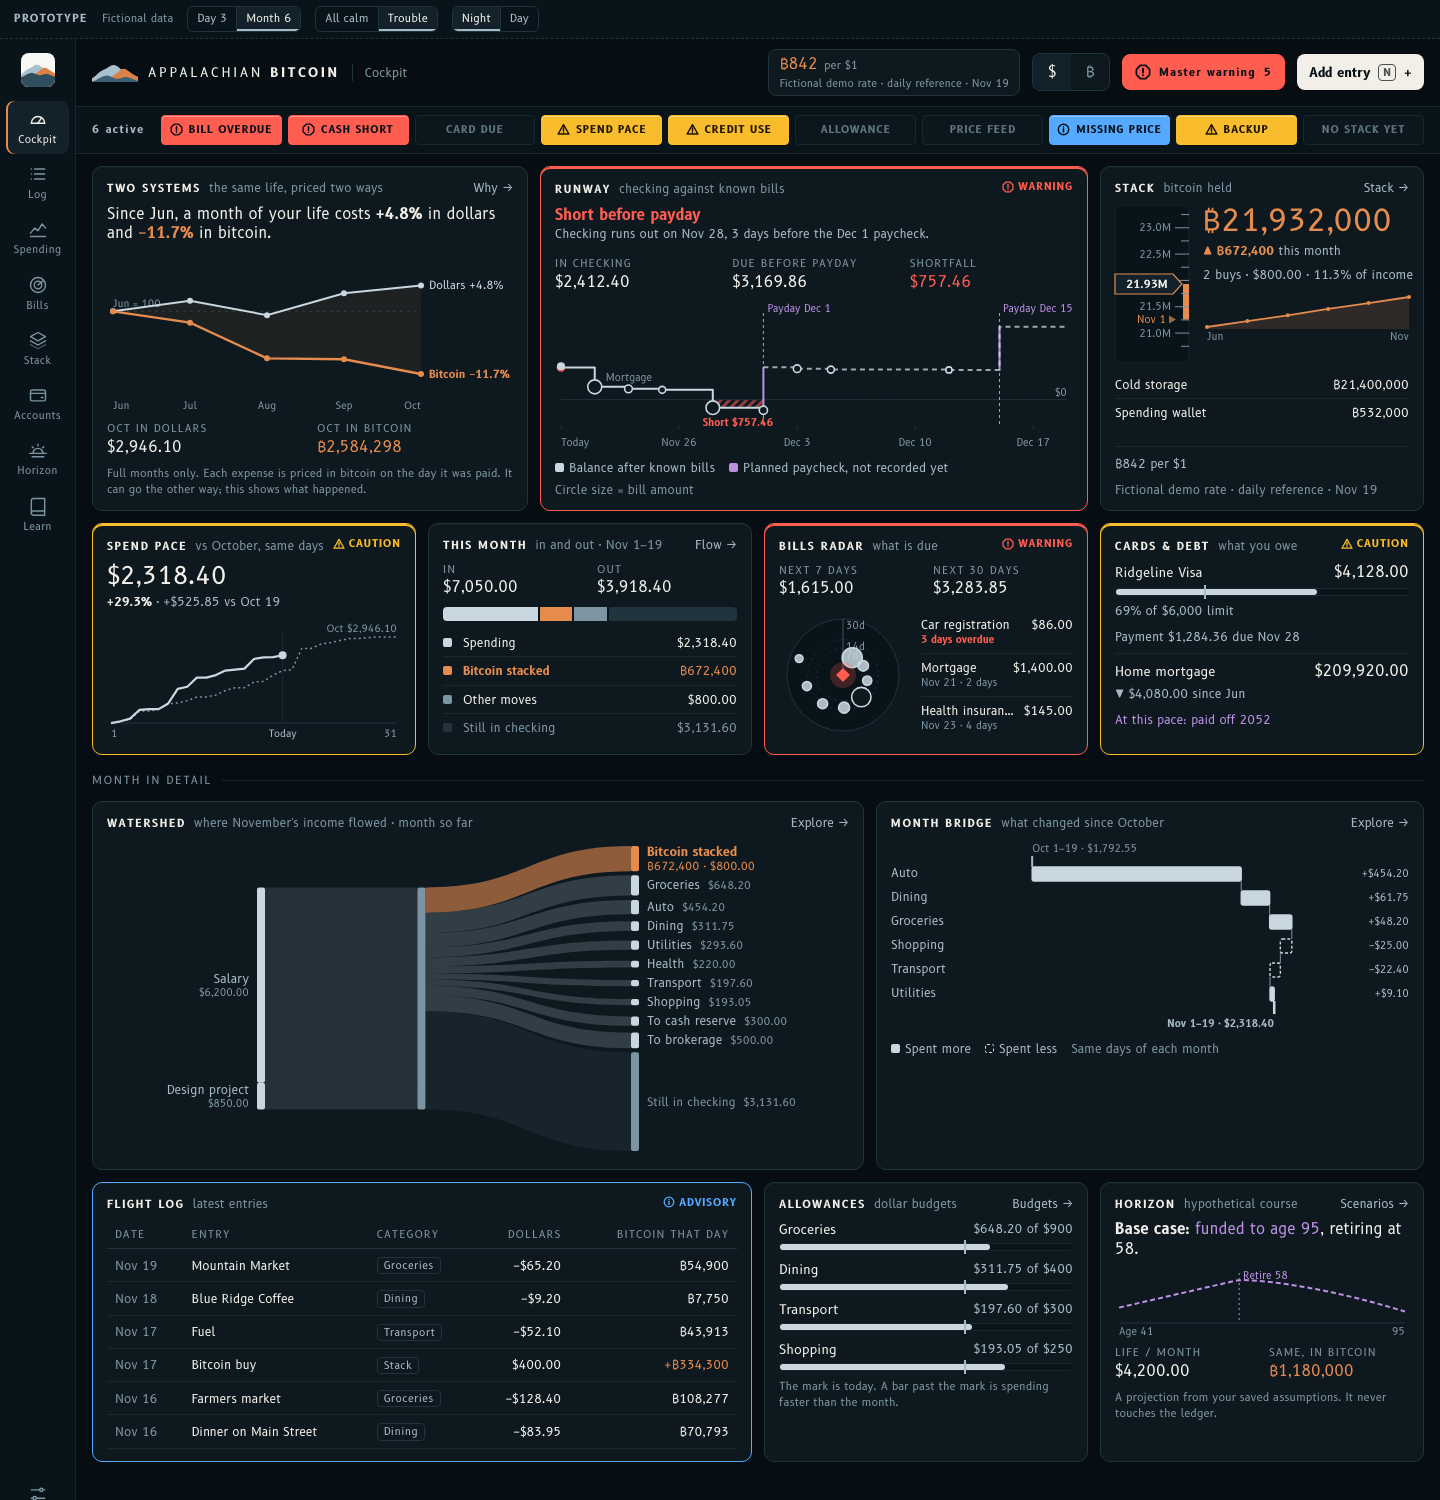 PROTOTYPE Fictional data Day 3 Month 6 All calm Trouble Night Day
APPALACHIAN BITCOIN Cockpit
₿842 per $1
Fictional demo rate · daily reference · Nov 19
$ ₿
Master warning 5
Add entry N +
6 active BILL OVERDUE CASH SHORT CARD DUE SPEND PACE CREDIT USE ALLOWANCE PRICE FEED MISSING PRICE BACKUP NO STACK YET
Cockpit
Log
Spending
Bills
Stack
Accounts
Horizon
Learn
TWO SYSTEMS the same life, priced two ways Why →
Since Jun, a month of your life costs +4.8% in dollars
and −11.7% in bitcoin.
Jun = 100
Dollars +4.8%
Bitcoin −11.7%
Jun Jul Aug Sep Oct
OCT IN DOLLARS OCT IN BITCOIN
$2,946.10 ₿2,584,298
Full months only. Each expense is priced in bitcoin on the day it was paid. It
can go the other way; this shows what happened.
RUNWAY checking against known bills WARNING
Short before payday
Checking runs out on Nov 28, 3 days before the Dec 1 paycheck.
IN CHECKING DUE BEFORE PAYDAY SHORTFALL
$2,412.40 $3,169.86 $757.46
Payday Dec 1 Payday Dec 15
Mortgage
$0
Short $757.46
Today Nov 26 Dec 3 Dec 10 Dec 17
Balance after known bills Planned paycheck, not recorded yet
Circle size = bill amount
STACK bitcoin held Stack →
23.0M
22.5M
21.93M
21.5M
Nov 1
21.0M
₿21,932,000
▲ ₿672,400 this month
2 buys · $800.00 · 11.3% of income
Jun Nov
Cold storage ₿21,400,000
Spending wallet ₿532,000
₿842 per $1
Fictional demo rate · daily reference · Nov 19
SPEND PACE vs October, same days CAUTION
$2,318.40
+29.3% · +$525.85 vs Oct 19
Oct $2,946.10
1 Today 31
THIS MONTH in and out · Nov 1–19 Flow →
IN OUT
$7,050.00 $3,918.40
Spending $2,318.40
Bitcoin stacked ₿672,400
Other moves $800.00
Still in checking $3,131.60
BILLS RADAR what is due WARNING
NEXT 7 DAYS NEXT 30 DAYS
$1,615.00 $3,283.85
30d
Car registration $86.00
3 days overdue
Mortgage $1,400.00
Nov 21 · 2 days
Health insuran... $145.00
Nov 23 · 4 days
CARDS & DEBT what you owe CAUTION
Ridgeline Visa $4,128.00
69% of $6,000 limit
Payment $1,284.36 due Nov 28
Home mortgage $209,920.00
▼ $4,080.00 since Jun
At this pace: paid off 2052
MONTH IN DETAIL
WATERSHED where November's income flowed · month so far Explore →
Salary
$6,200.00
Design project
$850.00
Bitcoin stacked
₿672,400 · $800.00
Groceries $648.20
Auto $454.20
Dining $311.75
Utilities $293.60
Health $220.00
Transport $197.60
Shopping $193.05
To cash reserve $300.00
To brokerage $500.00
Still in checking $3,131.60
MONTH BRIDGE what changed since October Explore →
Oct 1–19 · $1,792.55
Auto +$454.20
Dining +$61.75
Groceries +$48.20
Shopping −$25.00
Transport −$22.40
Utilities +$9.10
Nov 1–19 · $2,318.40
Spent more Spent less Same days of each month
FLIGHT LOG latest entries ADVISORY
DATE ENTRY CATEGORY DOLLARS BITCOIN THAT DAY
Nov 19 Mountain Market Groceries −$65.20 ₿54,900
Nov 18 Blue Ridge Coffee Dining −$9.20 ₿7,750
Nov 17 Fuel Transport −$52.10 ₿43,913
Nov 17 Bitcoin buy Stack $400.00 +₿334,300
Nov 16 Farmers market Groceries −$128.40 ₿108,277
Nov 16 Dinner on Main Street Dining −$83.95 ₿70,793
ALLOWANCES dollar budgets Budgets →
Groceries $648.20 of $900
Dining $311.75 of $400
Transport $197.60 of $300
Shopping $193.05 of $250
The mark is today. A bar past the mark is spending
faster than the month.
HORIZON hypothetical course Scenarios →
Base case: funded to age 95, retiring at
58.
Retire 58
Age 41 95
LIFE / MONTH SAME, IN BITCOIN
$4,200.00 ₿1,180,000
A projection from your saved assumptions. It never
touches the ledger.